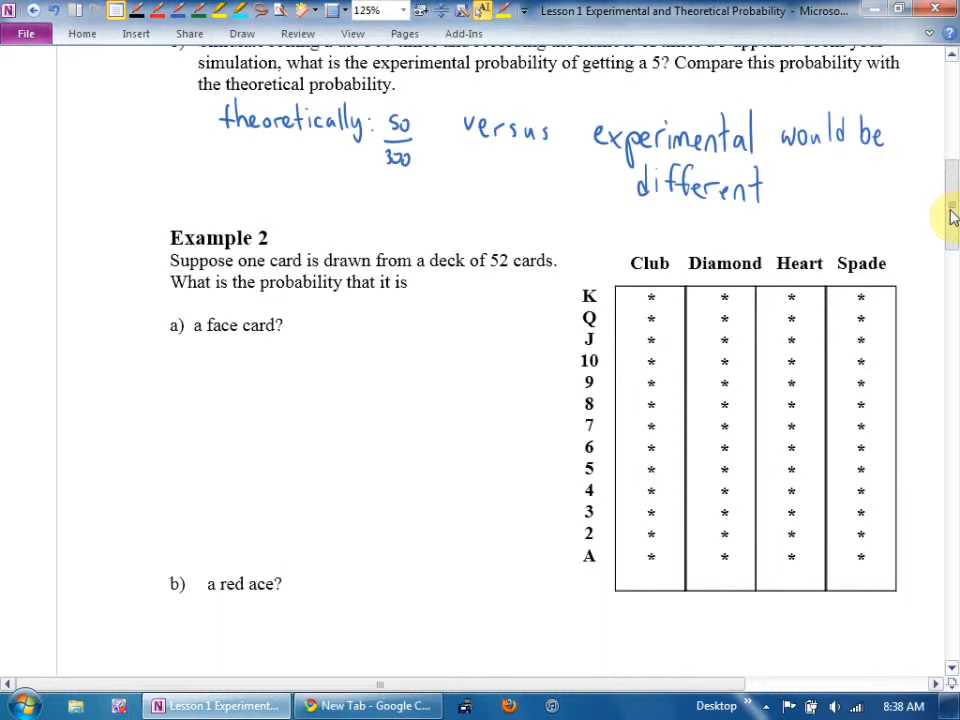 125%
Lesson 1 Experimental and Theoretical Probability - Microso...
File Home Insert Share Draw Review View Pages Add-Ins
simulation, what is the experimental probability of getting a 5? Compare this probability with
the theoretical probability.
theoretically: 50/300 versus experimental would be
different
Example 2
Suppose one card is drawn from a deck of 52 cards.
What is the probability that it is
a) a face card?
b) a red ace?
Club Diamond Heart Spade
K * * * *
Q * * * *
J * * * *
10 * * * *
9 * * * *
8 * * * *
7 * * * *
6 * * * *
5 * * * *
4 * * * *
3 * * * *
2 * * * *
A * * * *
Lesson 1 Experiment... New Tab - Google C... Desktop 8:38 AM